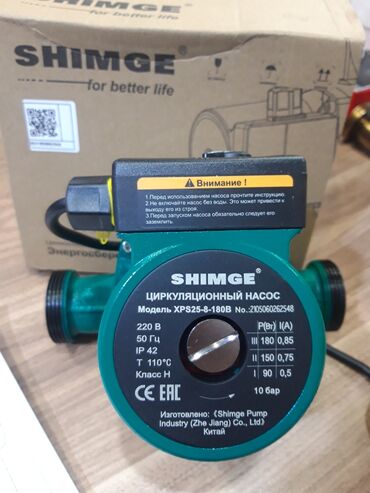 SHIMGE
for better life
Энергосбере
Внимание !
1. Перед использованием насоса прочтите инструкцию.
2.Не включайте насос без воды. Это может привести к
выходу его из строя.
3.Перед запуском насоса обязательно следует его
заземлить.
SHIMGE®
ЦИРКУЛЯЦИОННЫЙ НАСОС
Модель XPS25-8-180B No.:2105060262548
220 В
50 Гц
IP 42
T 110℃
Класс H
P(Вт) I(A)
III 180 0,85
II 150 0,75
I 90 0,5
CE EAC
10 бар
Изготовлено: 《Shimge Pump
Industry (Zhe Jiang) Co., Ltd》
Китай